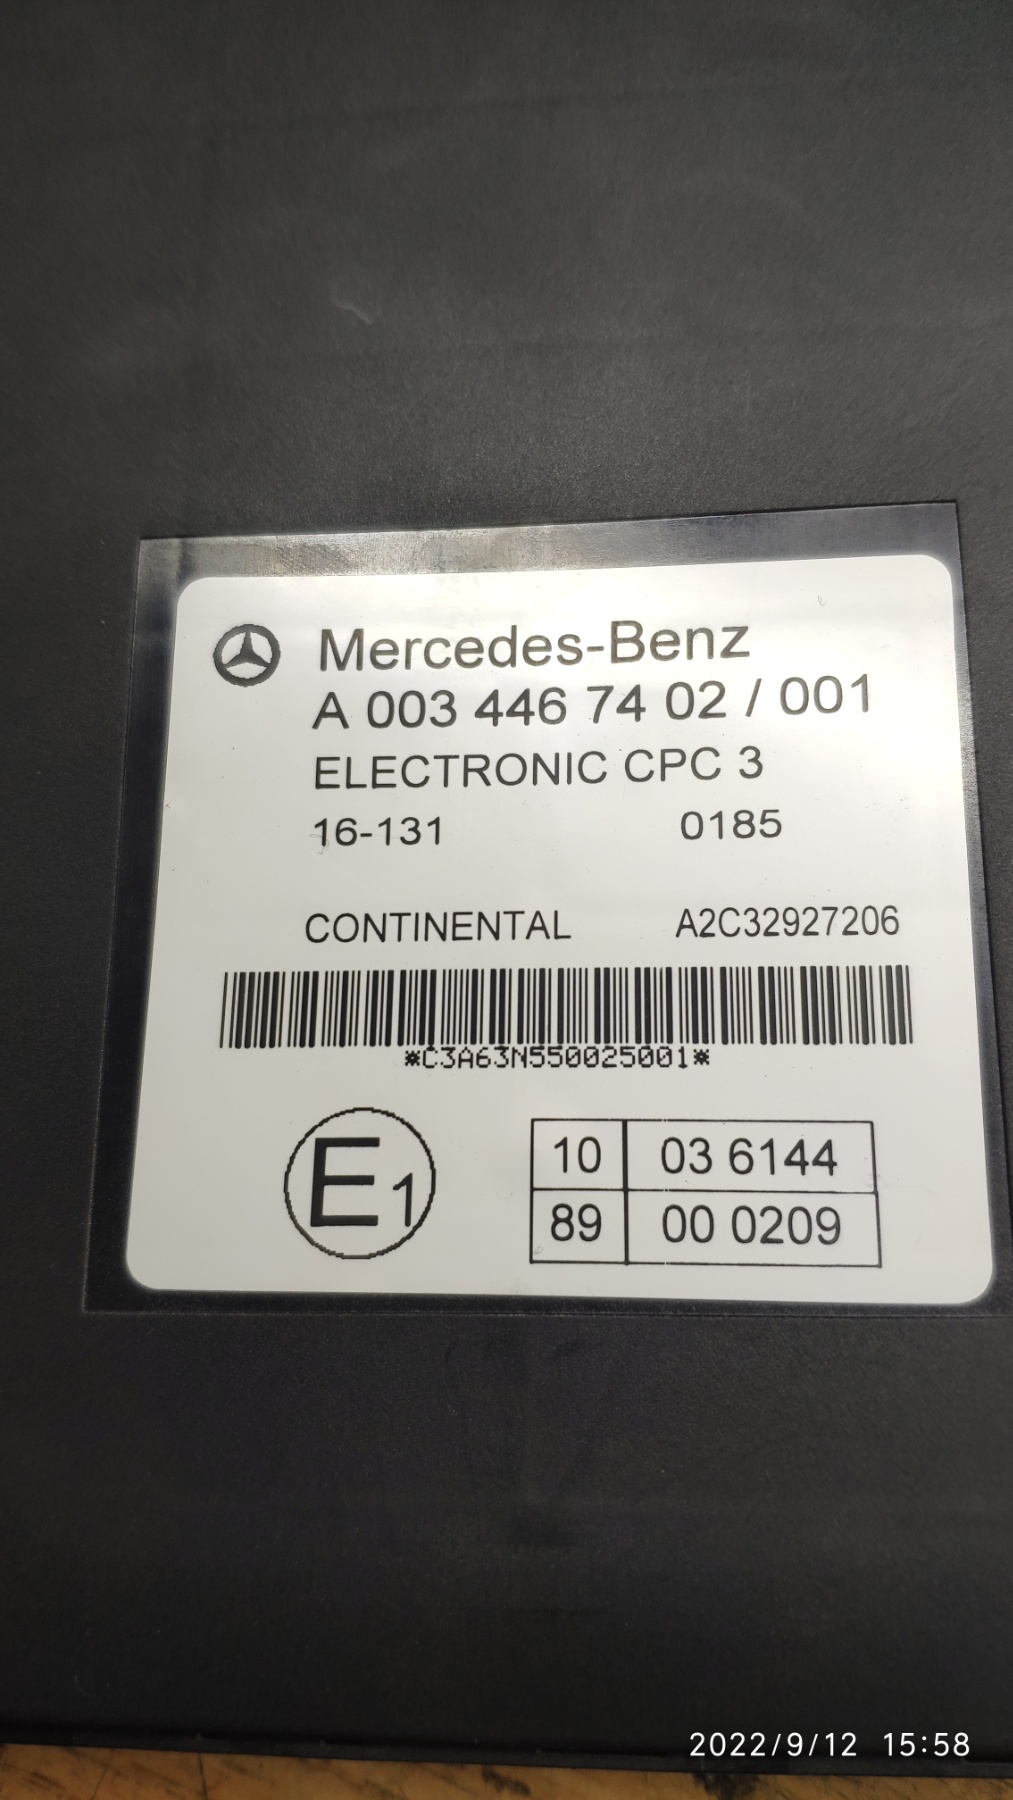 Mercedes-Benz
A 003 446 74 02 / 001
ELECTRONIC CPC 3
16-131 0185
CONTINENTAL A2C32927206
*C3A63N550025001*
E1
10 03 6144
89 00 0209
2022/9/12 15:58